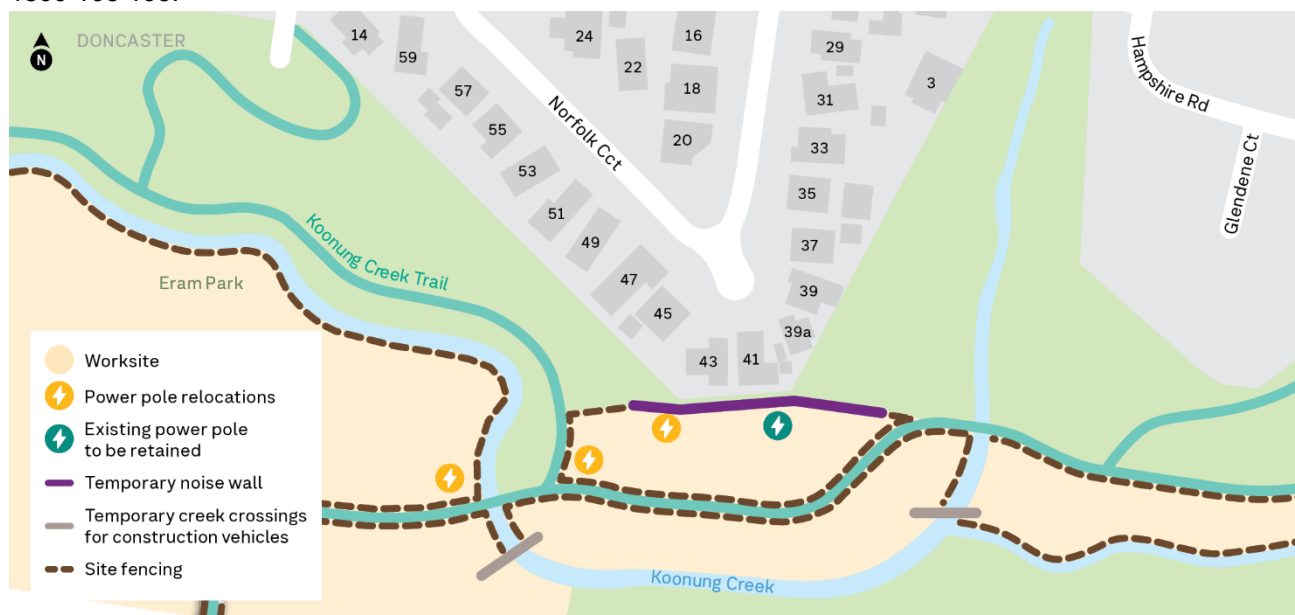 DONCASTER
N
14
59
57
55
53
51
49
47
45
43
41
24
22
16
18
20
29
31
33
35
37
39
39a
3
Norfolk Cct
Hampshire Rd
Glendene Ct
Koonung Creek Trail
Eram Park
Worksite
Power pole relocations
Existing power pole
to be retained
Temporary noise wall
Temporary creek crossings
for construction vehicles
Site fencing
Koonung Creek